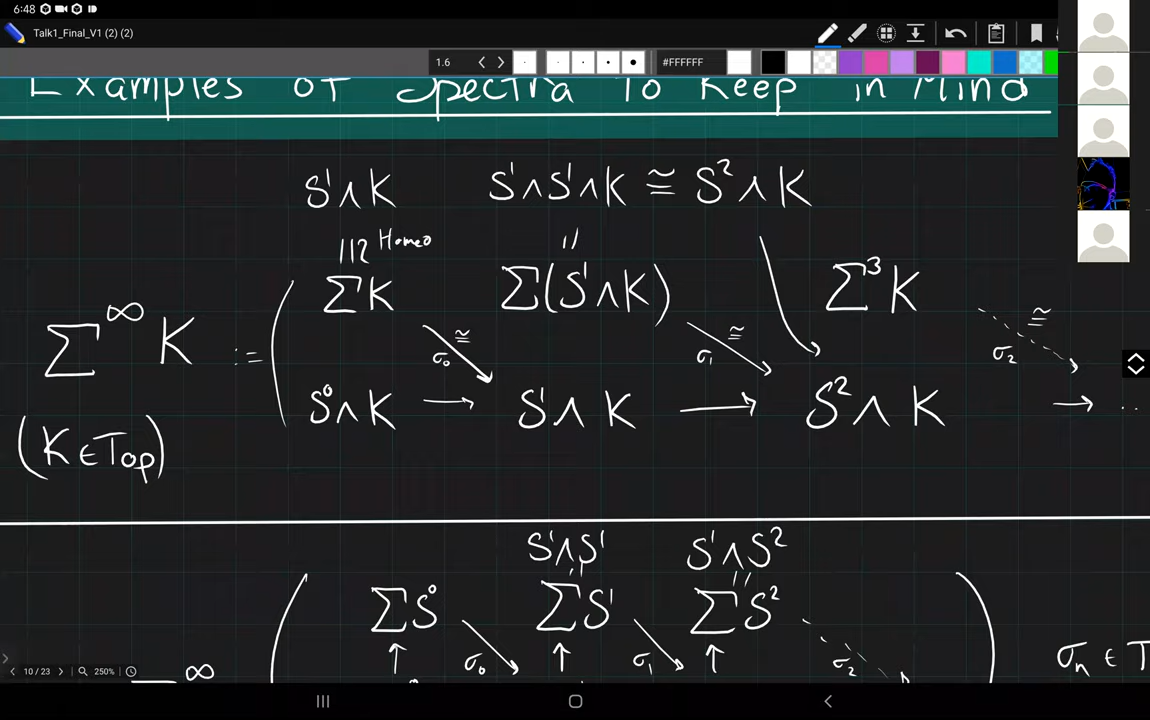 6:48
Talk1_Final_V1 (2) (2)
1.6 #FFFFFF
Examples of Spectra To Keep in Mind
S¹∧K S¹∧S¹∧K ≅ S²∧K
Homeo
ΣK Σ(S¹∧K) Σ³K
Σ^∞ K := ( σ₀ ≅ σ₁ ≅ σ₂ ≅
S⁰∧K → S¹∧K → S²∧K → ..
(K∈Top)
S¹∧S¹ S¹∧S²
ΣS⁰ ΣS¹ ΣS²
σ₀ σ₁ σ₂ σₙ ∈ T
∞
10 / 23 250%